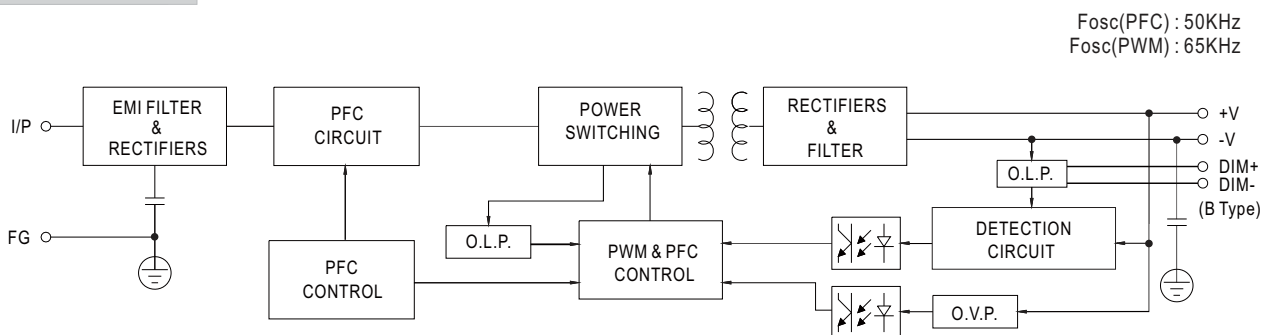 Fosc(PFC) : 50KHz
Fosc(PWM) : 65KHz
I/P
EMI FILTER
&
RECTIFIERS
PFC
CIRCUIT
POWER
SWITCHING
RECTIFIERS
&
FILTER
+V
-V
DIM+
DIM-
(B Type)
O.L.P.
FG
PFC
CONTROL
O.L.P.
PWM & PFC
CONTROL
DETECTION
CIRCUIT
O.V.P.